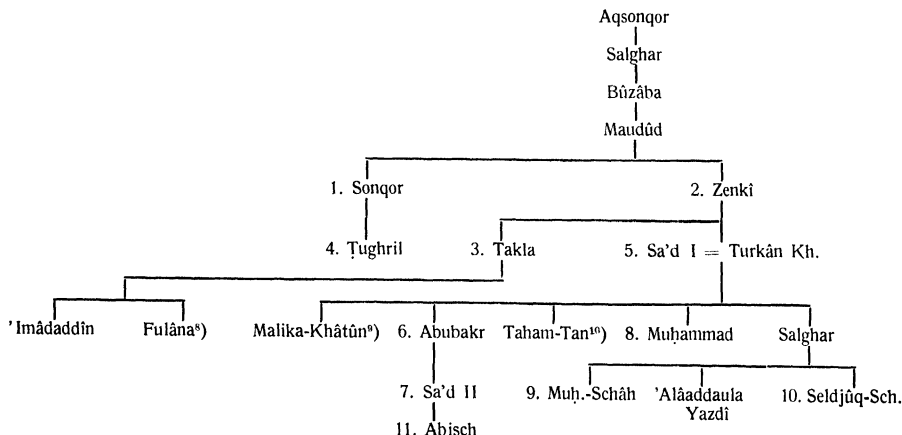 Aqsonqor
Salghar
Bûzâba
Maudûd
1. Sonqor 2. Zenkî
4. Ṭughril 3. Takla 5. Sa'd I = Turkân Kh.
'Imâdaddîn Fulâna⁸) Malika-Khâtûn⁹) 6. Abubakr Taham-Tan¹⁰) 8. Muḥammad Salghar
7. Sa'd II 9. Muḥ.-Schâh 'Alâaddaula 10. Seldjûq-Sch.
Yazdî
11. Abisch